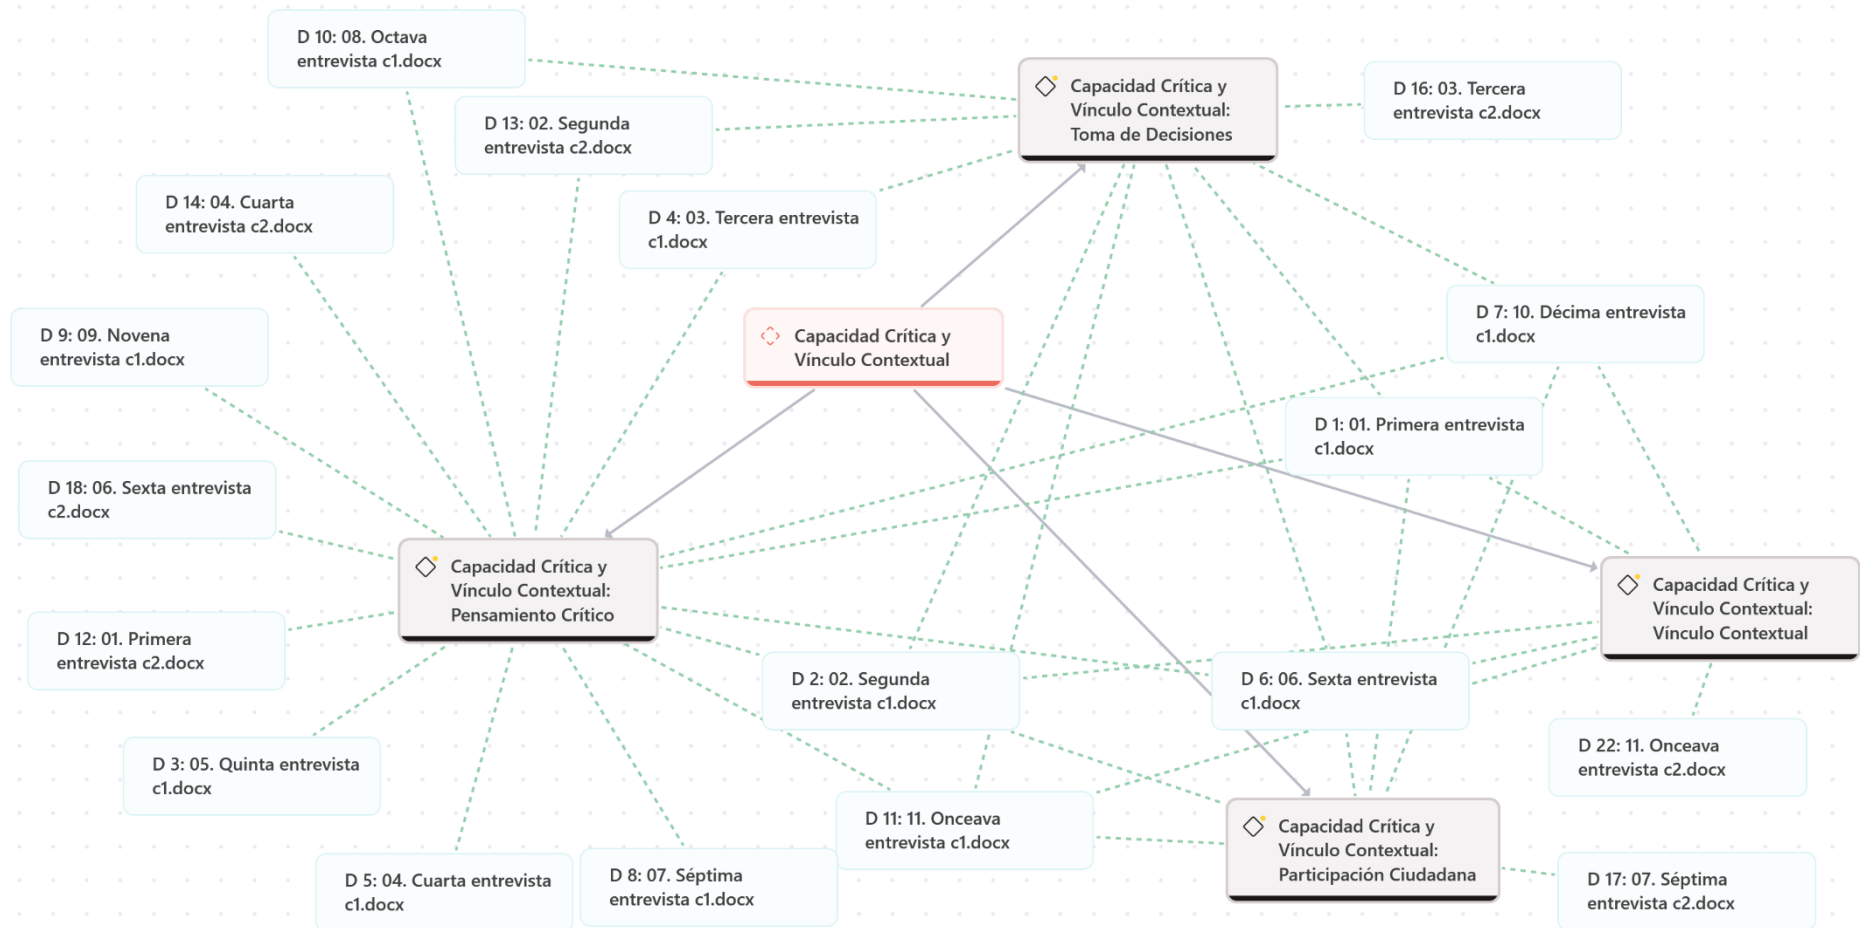 D 10: 08. Octava
entrevista c1.docx
Capacidad Crítica y
Vínculo Contextual:
Toma de Decisiones
D 16: 03. Tercera
entrevista c2.docx
D 13: 02. Segunda
entrevista c2.docx
D 14: 04. Cuarta
entrevista c2.docx
D 4: 03. Tercera entrevista
c1.docx
D 7: 10. Décima entrevista
c1.docx
D 9: 09. Novena
entrevista c1.docx
Capacidad Crítica y
Vínculo Contextual
D 1: 01. Primera entrevista
c1.docx
D 18: 06. Sexta entrevista
c2.docx
Capacidad Crítica y
Vínculo Contextual:
Pensamiento Crítico
Capacidad Crítica y
Vínculo Contextual:
Vínculo Contextual
D 12: 01. Primera
entrevista c2.docx
D 2: 02. Segunda
entrevista c1.docx
D 6: 06. Sexta entrevista
c1.docx
D 22: 11. Onceava
entrevista c2.docx
D 3: 05. Quinta entrevista
c1.docx
D 11: 11. Onceava
entrevista c1.docx
Capacidad Crítica y
Vínculo Contextual:
Participación Ciudadana
D 5: 04. Cuarta entrevista
c1.docx
D 8: 07. Séptima
entrevista c1.docx
D 17: 07. Séptima
entrevista c2.docx